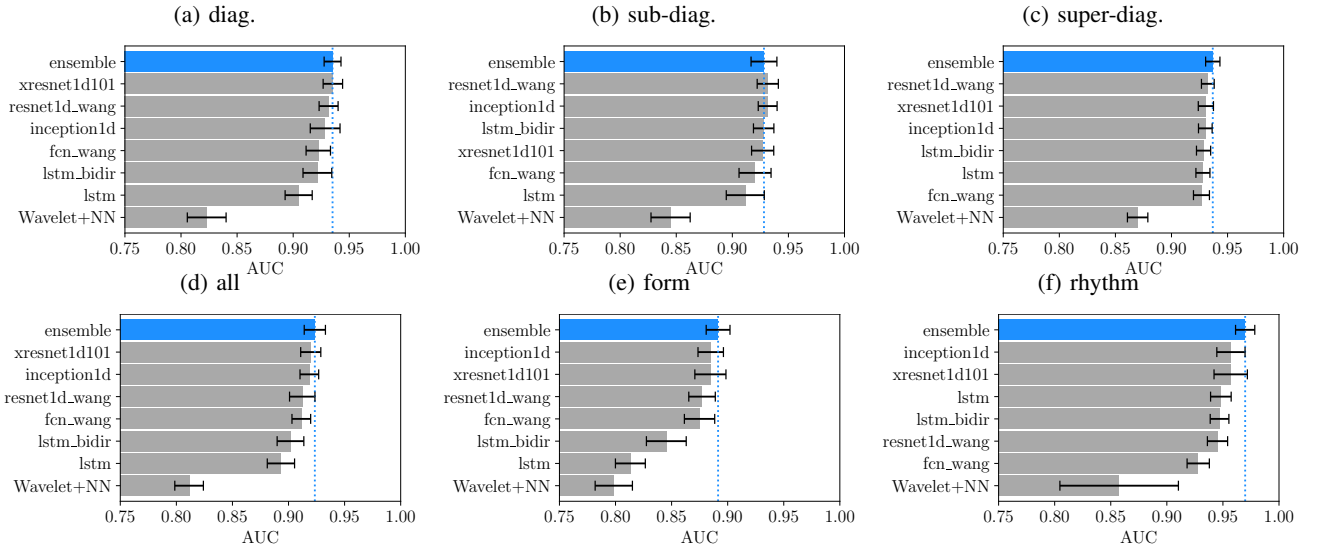 (a) diag.
ensemble
xresnet1d101
resnet1d_wang
inception1d
fcn_wang
lstm_bidir
lstm
Wavelet+NN
0.75 0.80 0.85 0.90 0.95 1.00
AUC
(b) sub-diag.
ensemble
resnet1d_wang
inception1d
lstm_bidir
xresnet1d101
fcn_wang
lstm
Wavelet+NN
0.75 0.80 0.85 0.90 0.95 1.00
AUC
(c) super-diag.
ensemble
resnet1d_wang
xresnet1d101
inception1d
lstm_bidir
lstm
fcn_wang
Wavelet+NN
0.75 0.80 0.85 0.90 0.95 1.00
AUC
(d) all
ensemble
xresnet1d101
inception1d
resnet1d_wang
fcn_wang
lstm_bidir
lstm
Wavelet+NN
0.75 0.80 0.85 0.90 0.95 1.00
AUC
(e) form
ensemble
inception1d
xresnet1d101
resnet1d_wang
fcn_wang
lstm_bidir
lstm
Wavelet+NN
0.75 0.80 0.85 0.90 0.95 1.00
AUC
(f) rhythm
ensemble
inception1d
xresnet1d101
lstm
lstm_bidir
resnet1d_wang
fcn_wang
Wavelet+NN
0.75 0.80 0.85 0.90 0.95 1.00
AUC